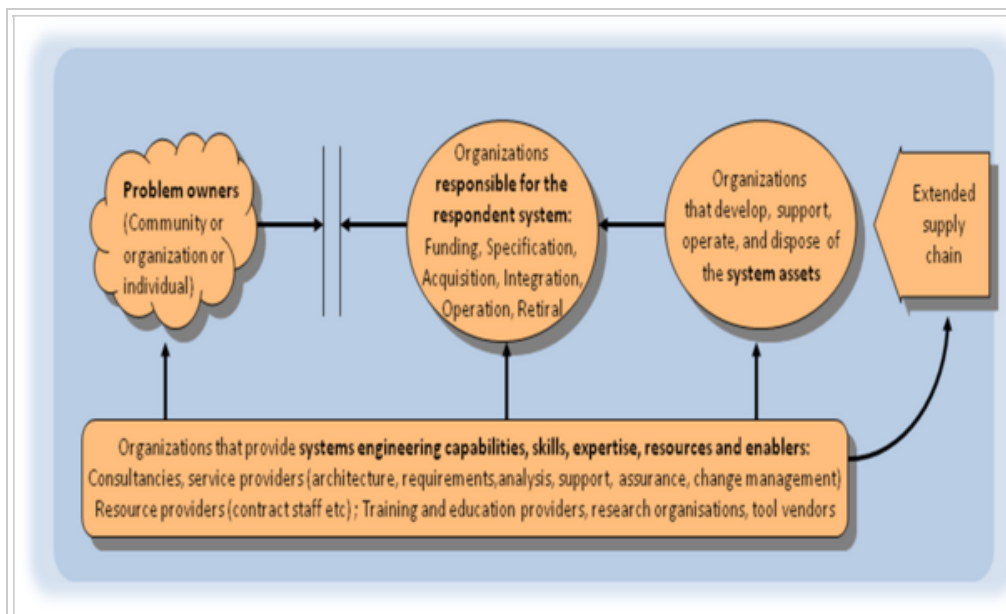 Problem owners
(Community or
organization or
individual)
Organizations
responsible for the
respondent system:
Funding, Specification,
Acquisition, Integration,
Operation, Retiral
Organizations
that develop, support,
operate, and dispose of
the system assets
Extended
supply
chain
Organizations that provide systems engineering capabilities, skills, expertise, resources and enablers:
Consultancies, service providers (architecture, requirements,analysis, support, assurance, change management)
Resource providers (contract staff etc) ; Training and education providers, research organisations, tool vendors